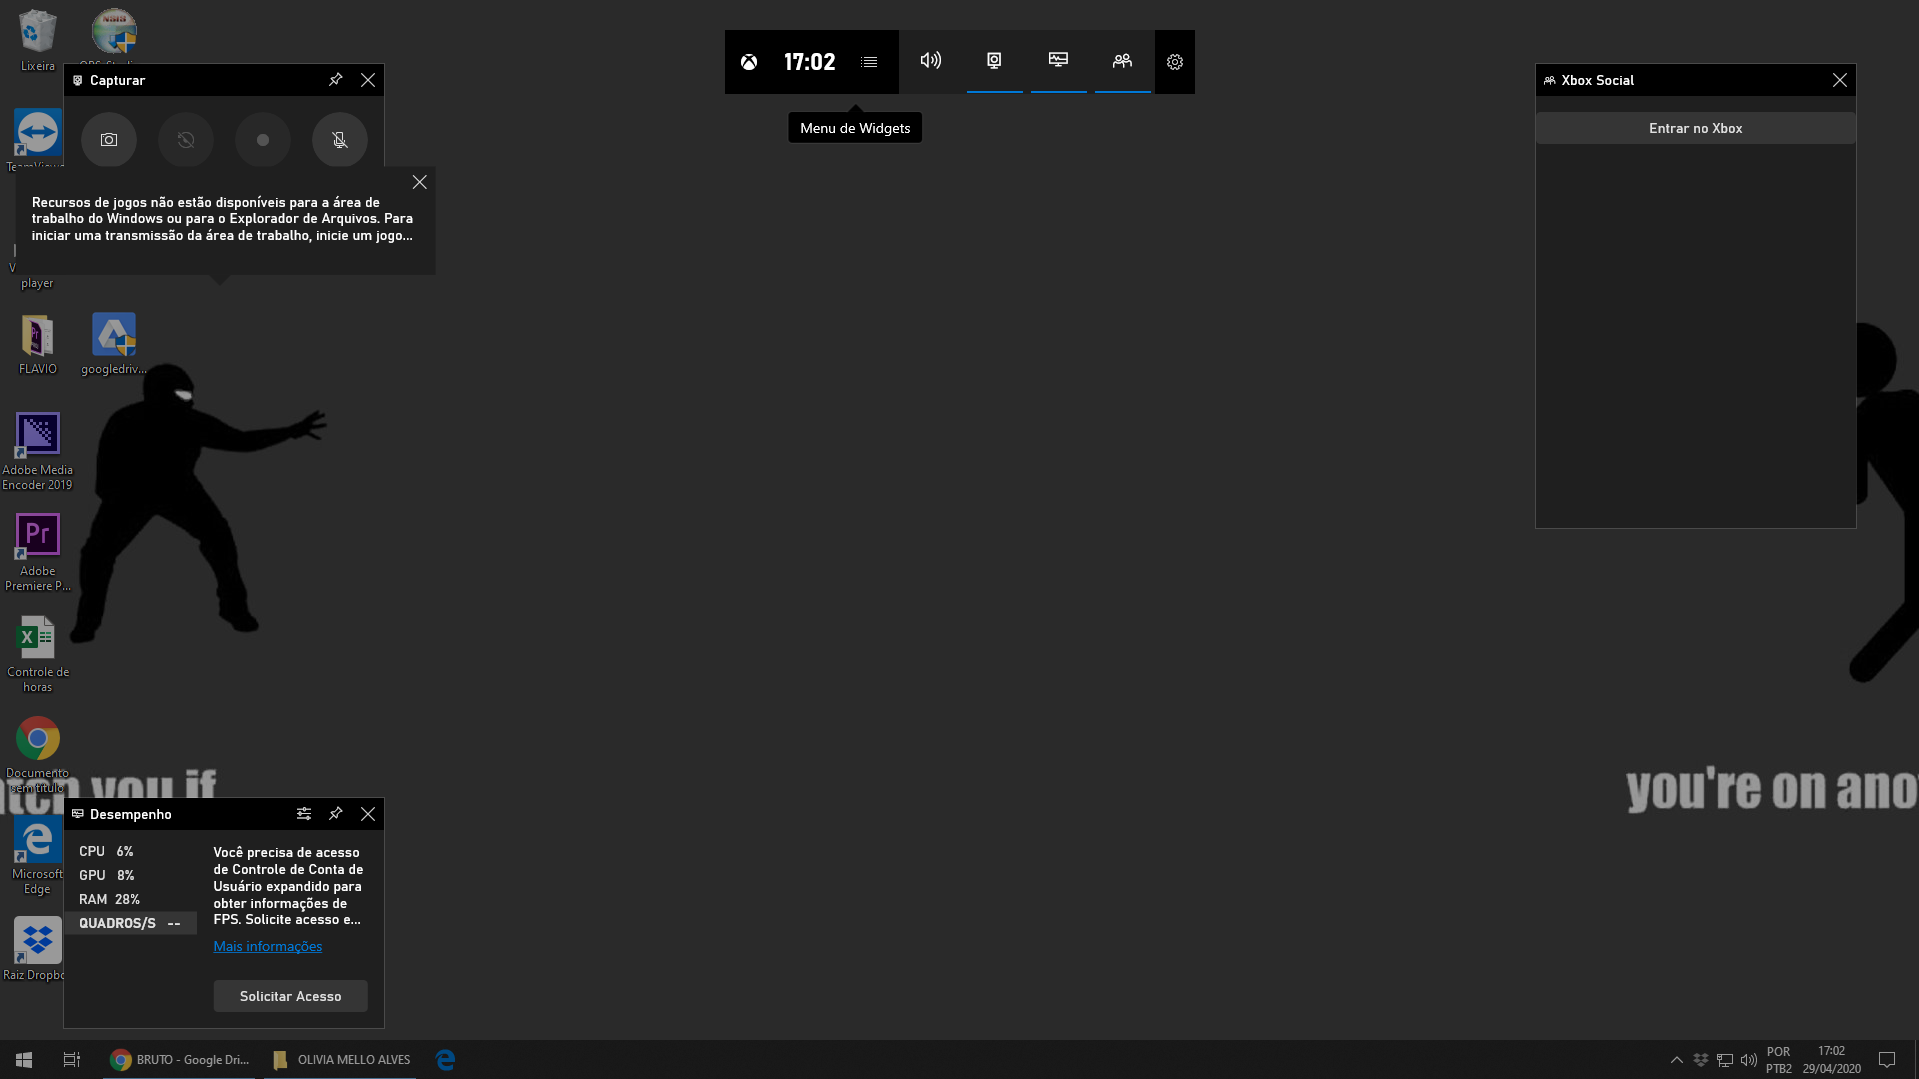 Lixeira
Capturar
17:02
Menu de Widgets
Xbox Social
Entrar no Xbox
Recursos de jogos não estão disponíveis para a área de
trabalho do Windows ou para o Explorador de Arquivos. Para
iniciar uma transmissão da área de trabalho, inicie um jogo...
player
FLAVIO
googledriv...
Adobe Media
Encoder 2019
Pr
Adobe
Premiere P...
Controle de
horas
Documento
sem título
you if
you're on ano
Desempenho
CPU 6%
GPU 8%
RAM 28%
QUADROS/S --
Você precisa de acesso
de Controle de Conta de
Usuário expandido para
obter informações de
FPS. Solicite acesso e...
Mais informações
Solicitar Acesso
Microsoft
Edge
Raiz Dropbo
BRUTO - Google Dri...
OLIVIA MELLO ALVES
POR
PTB2
17:02
29/04/2020